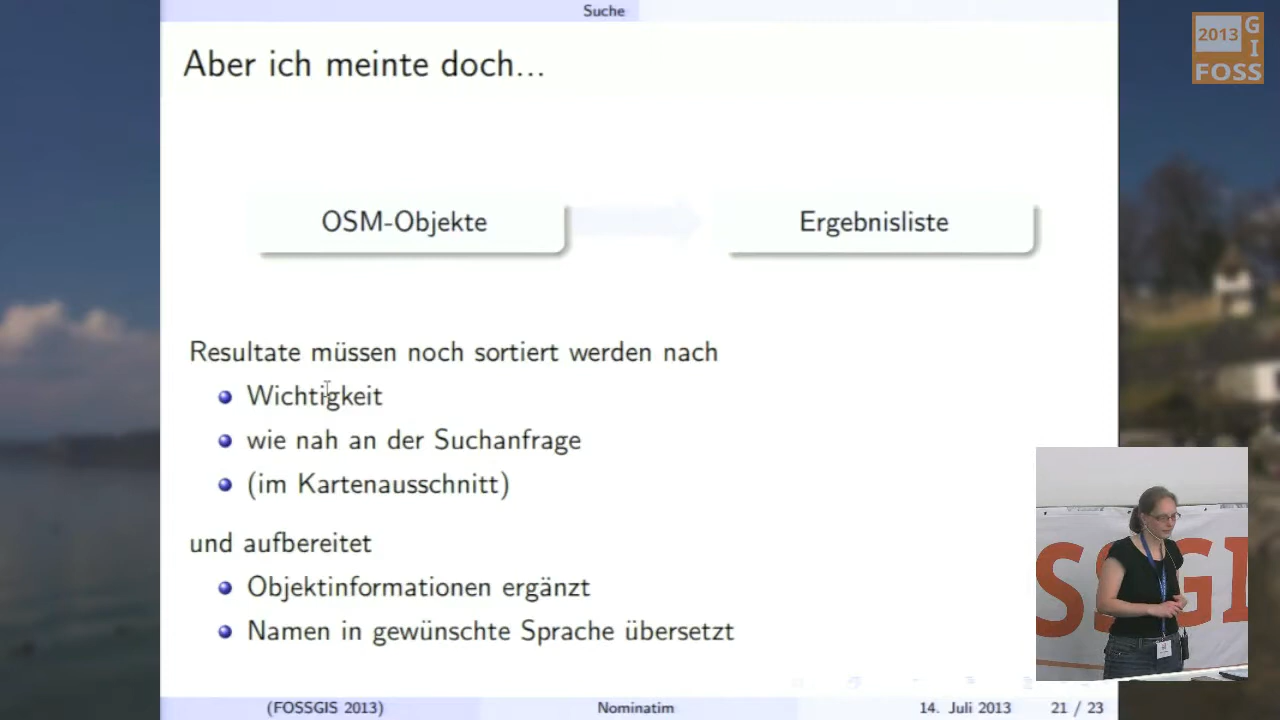 Suche
Aber ich meinte doch...
OSM-Objekte
Ergebnisliste
Resultate müssen noch sortiert werden nach
Wichtigkeit
wie nah an der Suchanfrage
(im Kartenausschnitt)
und aufbereitet
Objektinformationen ergänzt
Namen in gewünschte Sprache übersetzt
(FOSSGIS 2013)
Nominatim
14. Juli 2013
21 / 23
2013
GI
FOSS
SSGI